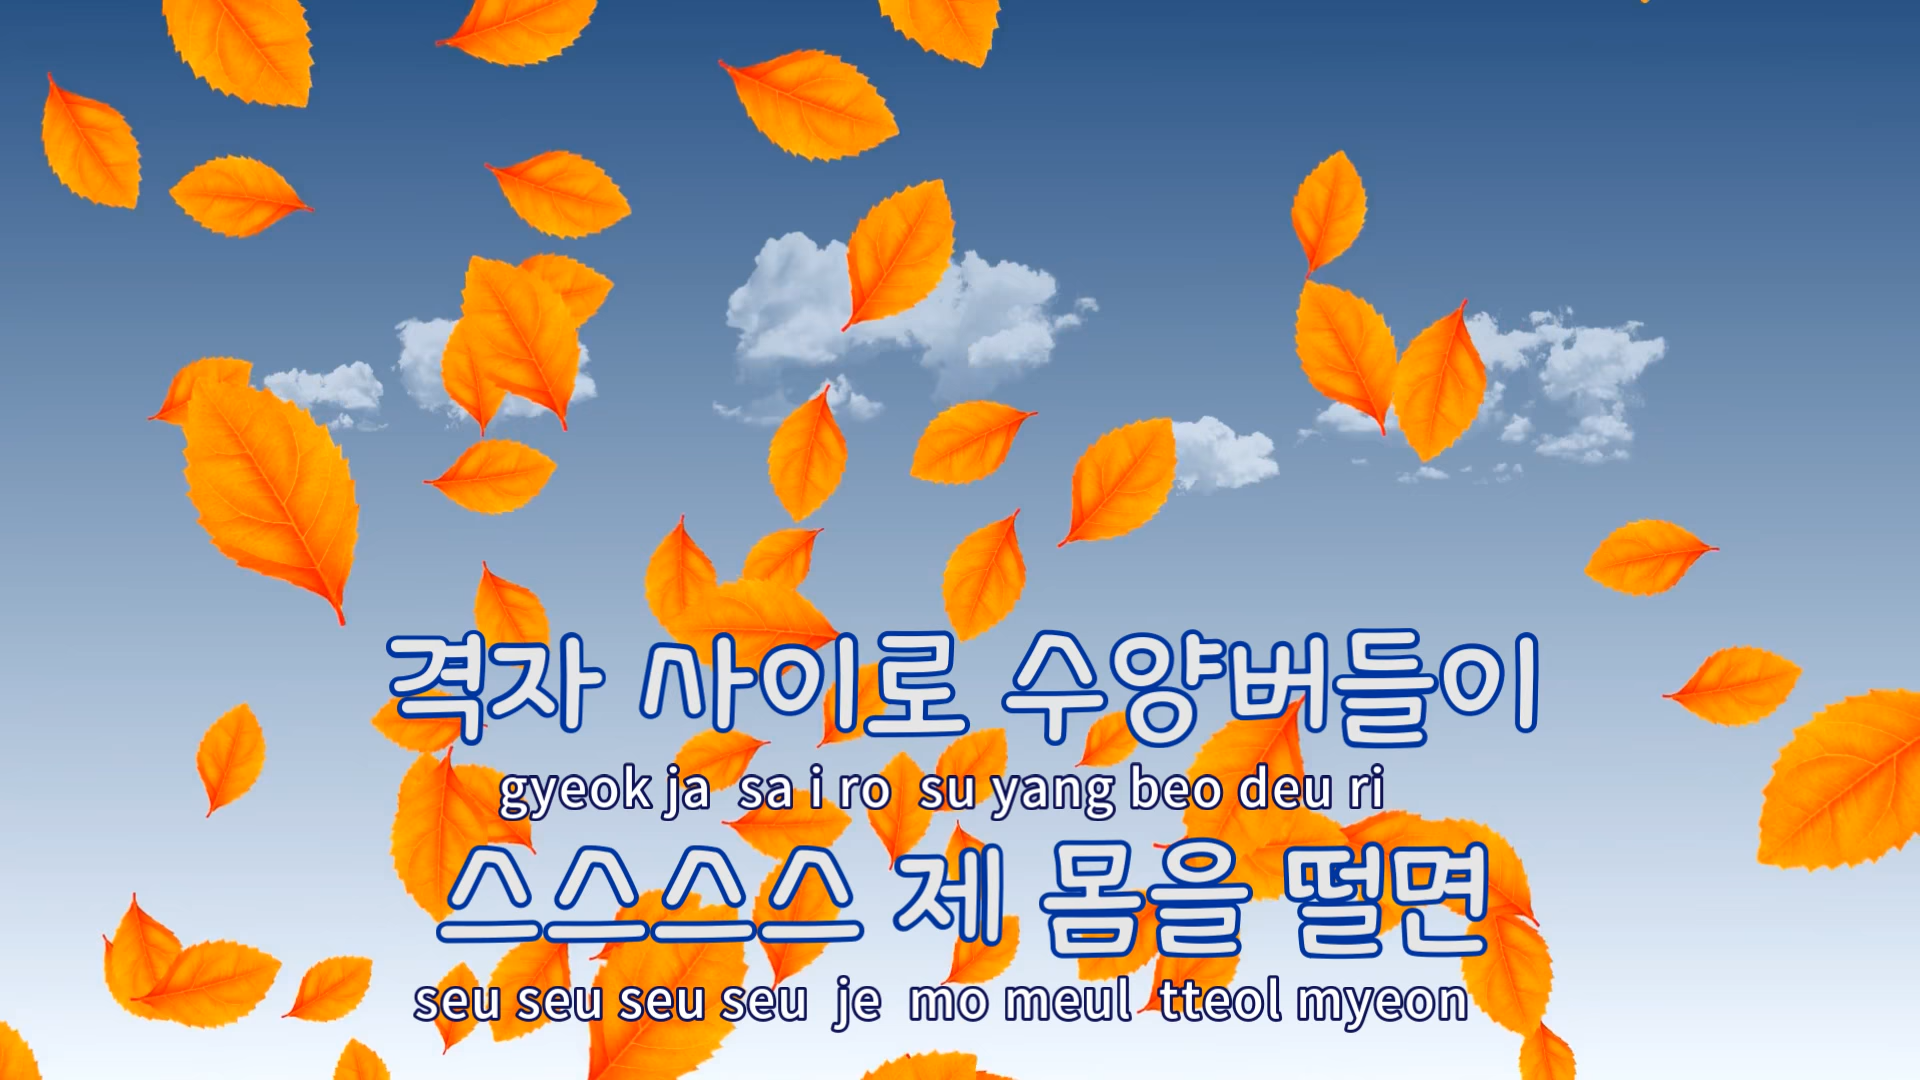 격자 사이로 수양버들이
gyeok ja sa i ro su yang beo deu ri
스스스스 제 몸을 떨면
seu seu seu seu je mo meul tteol myeon